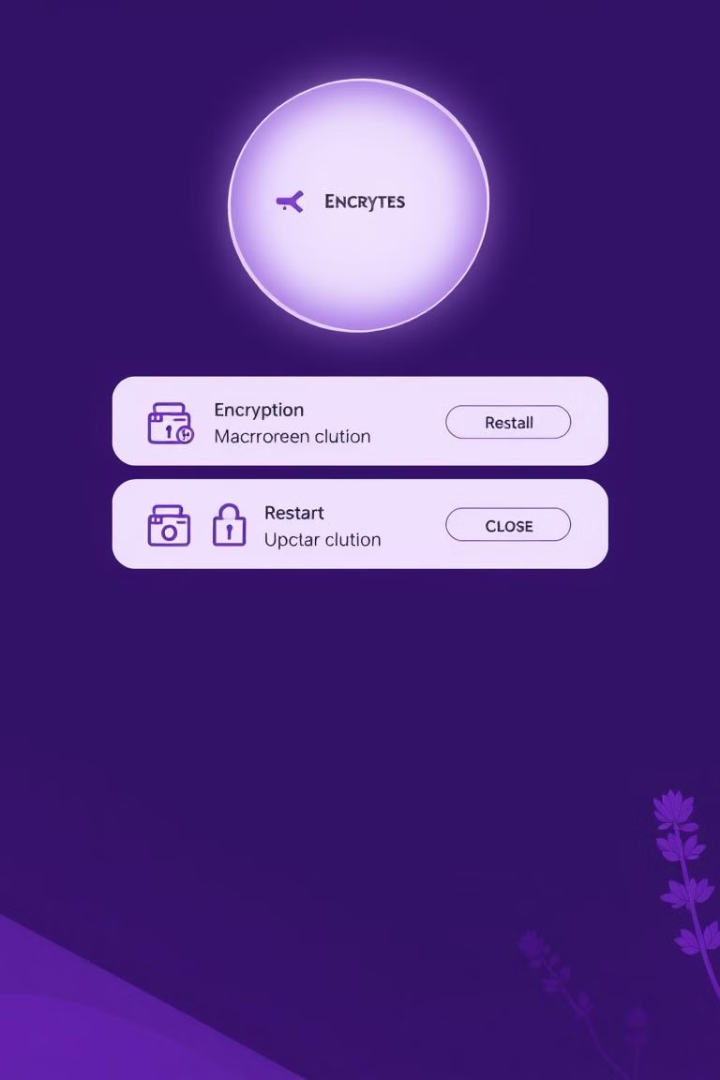 ENCRYTES
Encryption
Macrroreen clution
Restall
Restart
Upctar clution
CLOSE